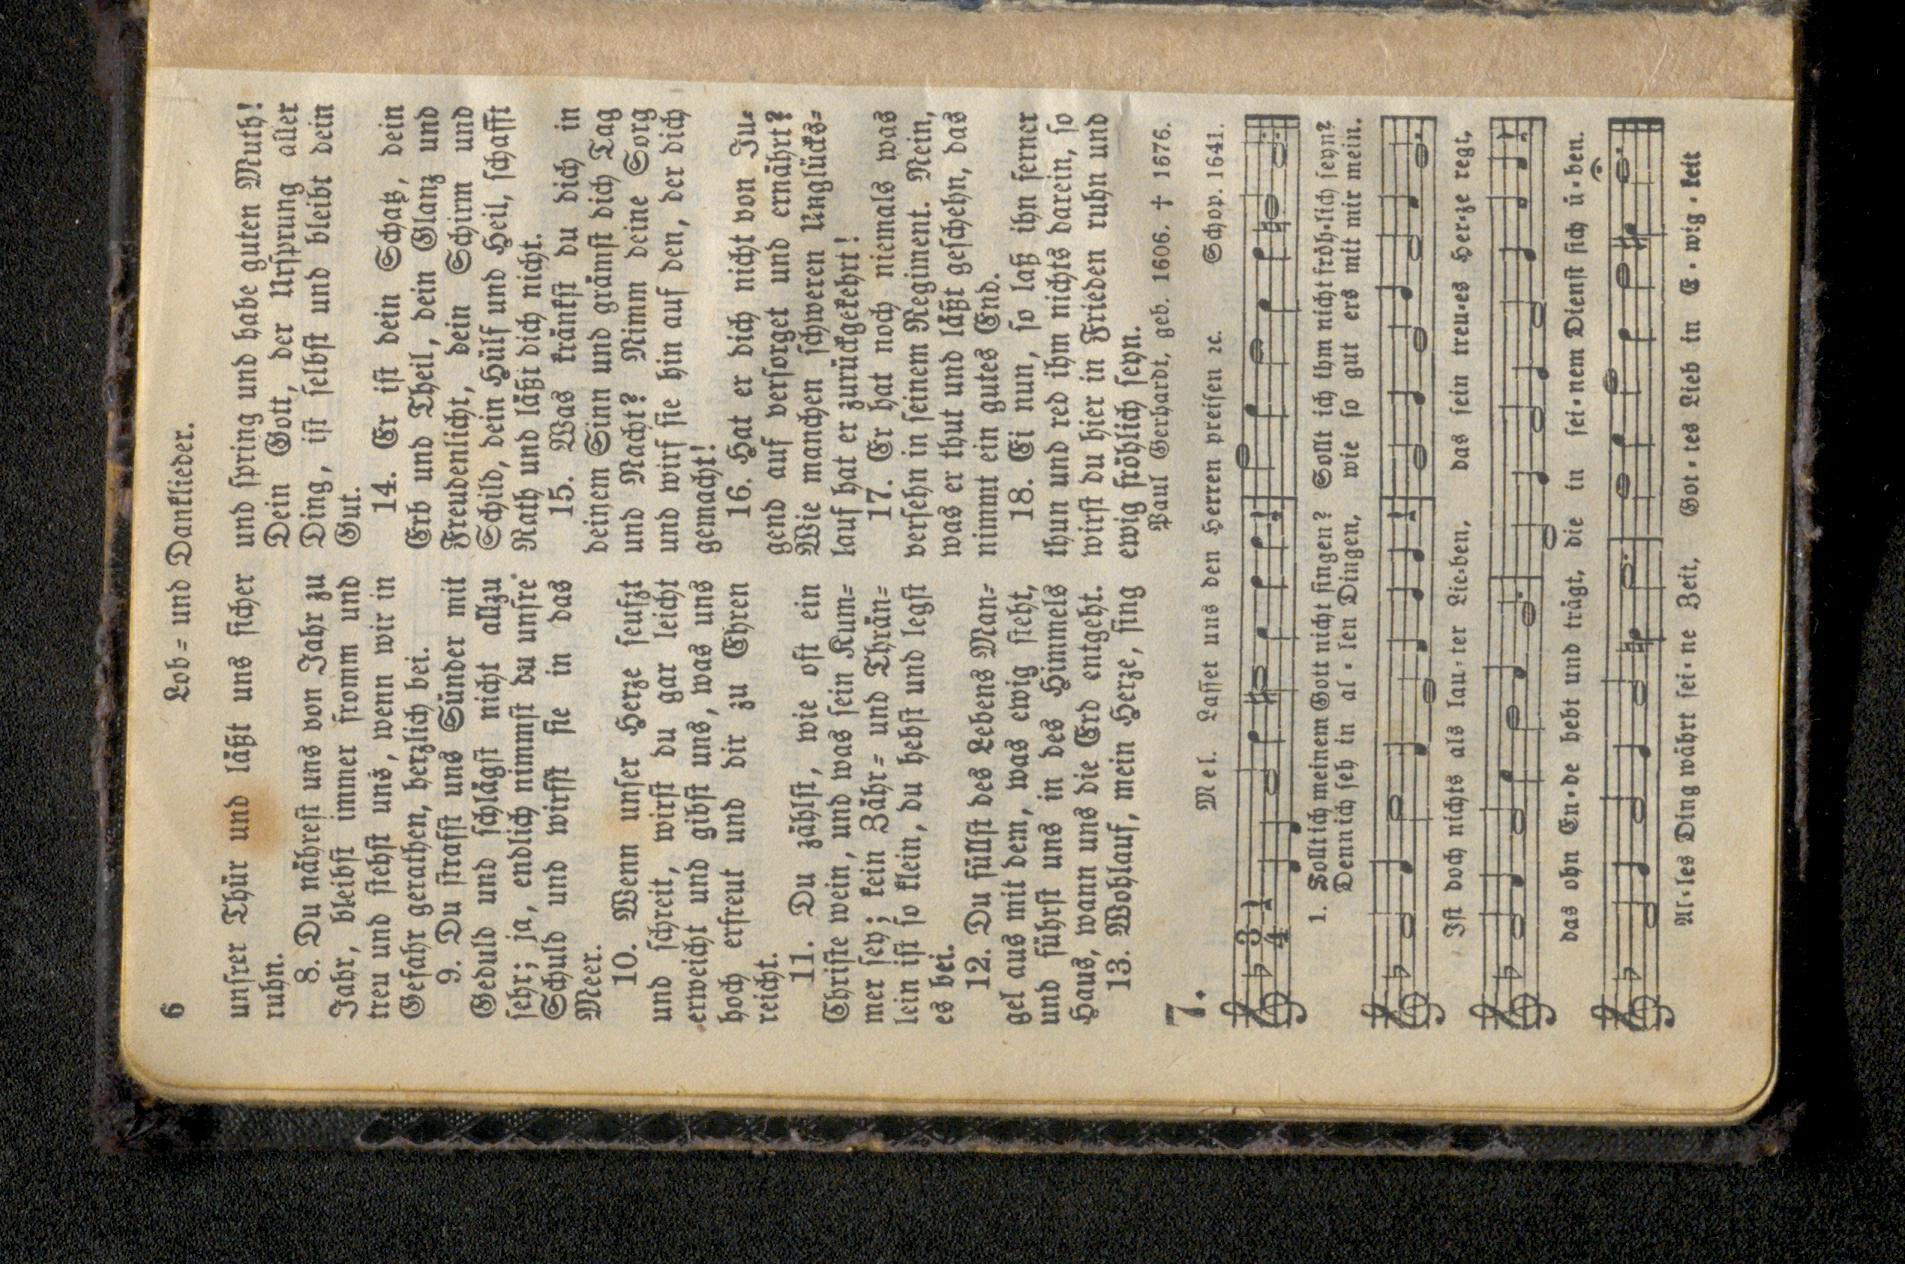 6
Lob= und Danklieder.
unsrer Thür und läßt uns sicher
ruhn.
8. Du nährest uns von Jahr zu
Jahr, bleibst immer fromm und
treu und stehst uns, wenn wir in
Gefahr gerathen, herzlich bei.
9. Du strafst uns Sünder mit
Geduld und schlägst nicht allzu
sehr; ja, endlich nimmst du unsre
Schuld und wirfst sie in das
Meer.
10. Wenn unser Herze seufzt
und schreit, wirst du gar leicht
erweicht und gibst uns, was uns
hoch erfreut und dir zu Ehren
reicht.
11. Du zählst, wie oft ein
Christe wein, und was sein Kum=
mer sey; kein Zähr= und Thrän=
lein ist so klein, du hebst und legst
es bei.
12. Du füllst des Lebens Man=
gel aus mit dem, was ewig steht,
und führst uns in des Himmels
Haus, wann uns die Erd entgeht.
13. Wohlauf, mein Herze, sing
und spring und habe guten Muth!
Dein Gott, der Ursprung aller
Ding, ist selbst und bleibt dein
Gut.
14. Er ist dein Schatz, dein
Erb und Theil, dein Glanz und
Freudenlicht, dein Schirm und
Schild, dein Hülf und Heil, schafft
Rath und läßt dich nicht.
15. Was kränkst du dich in
deinem Sinn und grämst dich Tag
und Nacht? Nimm deine Sorg
und wirf sie hin auf den, der dich
gemacht!
16. Hat er dich nicht von Ju=
gend auf versorget und ernährt?
Wie manchen schweren Unglücks=
lauf hat er zurückgekehrt!
17. Er hat noch niemals was
versehn in seinem Regiment. Nein,
was er thut und läßt geschehn, das
nimmt ein gutes End.
18. Ei nun, so laß ihn ferner
thun und red ihm nichts darein, so
wirst du hier in Frieden ruhn und
ewig fröhlich seyn.
Paul Gerhardt, geb. 1606. † 1676.
7.
Mel. Lasset uns den Herren preisen ꝛc. Schop. 1641.
3
4
1. Sollt ich meinem Gott nicht singen? Sollt ich ihm nicht fröh=lich seyn?
Denn ich seh in al=len Dingen, wie so gut ers mit mir mein.
Ist doch nichts als lau=ter Lie=ben, das sein treu=es Her=ze regt,
das ohn En=de hebt und trägt, die in sei=nem Dienst sich ü=ben.
Al=les Ding währt sei=ne Zeit, Got=tes Lieb in E=wig=keit